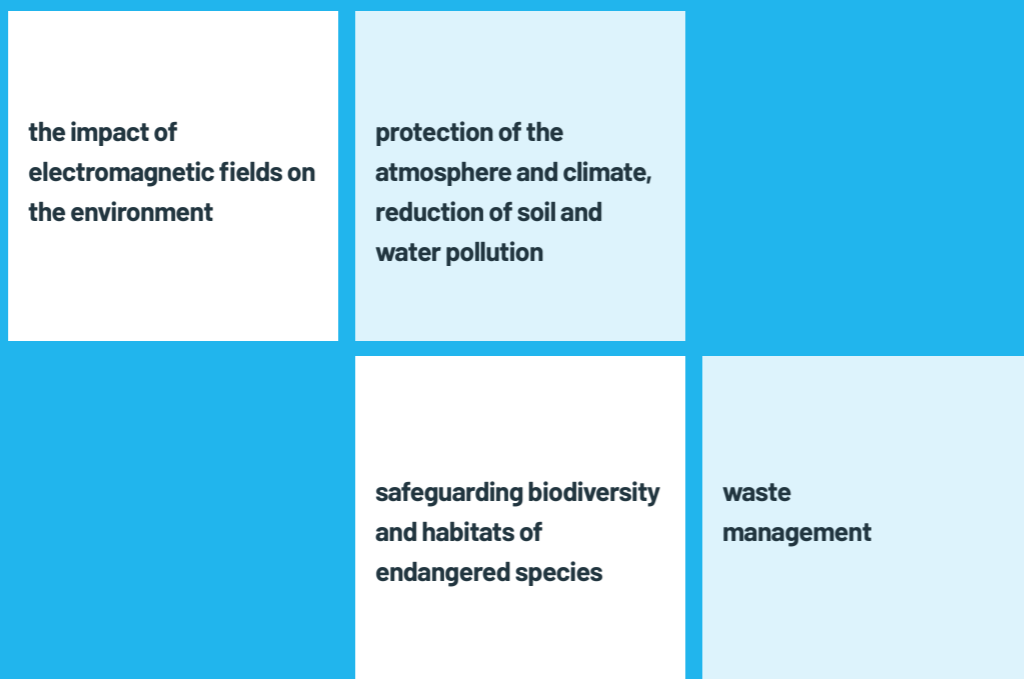 the impact of
electromagnetic fields on
the environment
protection of the
atmosphere and climate,
reduction of soil and
water pollution
safeguarding biodiversity
and habitats of
endangered species
waste
management